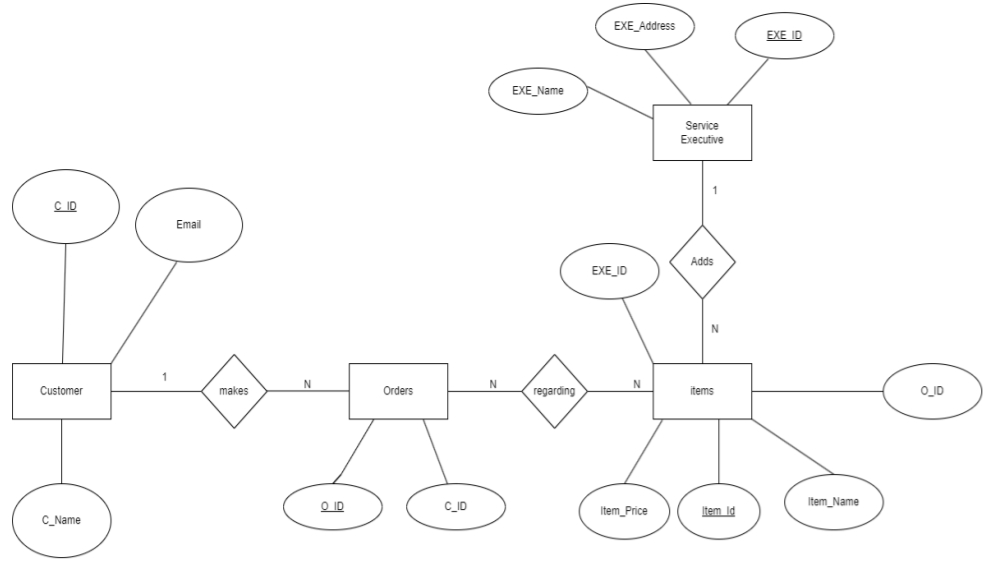 EXE_Address
EXE_ID
EXE_Name
Service
Executive
1
C_ID
Email
Adds
EXE_ID
N
1
N
N
N
Customer
makes
Orders
regarding
items
O_ID
O_ID
C_ID
Item_Price
Item_Id
Item_Name
C_Name